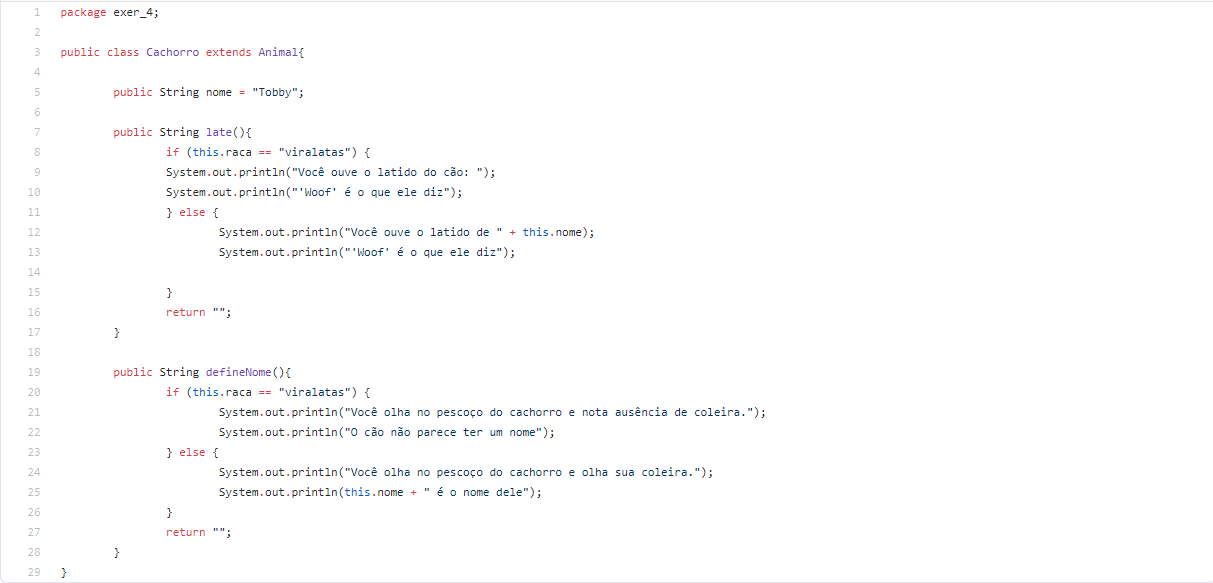 1 package exer_4;
2
3 public class Cachorro extends Animal{
4
5 public String nome = "Tobby";
6
7 public String late(){
8 if (this.raca == "viralatas") {
9 System.out.println("Você ouve o latido do cão: ");
10 System.out.println("'Woof' é o que ele diz");
11 } else {
12 System.out.println("Você ouve o latido de " + this.nome);
13 System.out.println("'Woof' é o que ele diz");
14
15 }
16 return "";
17 }
18
19 public String defineNome(){
20 if (this.raca == "viralatas") {
21 System.out.println("Você olha no pescoço do cachorro e nota ausência de coleira.");
22 System.out.println("O cão não parece ter um nome");
23 } else {
24 System.out.println("Você olha no pescoço do cachorro e olha sua coleira.");
25 System.out.println(this.nome + " é o nome dele");
26 }
27 return "";
28 }
29 }